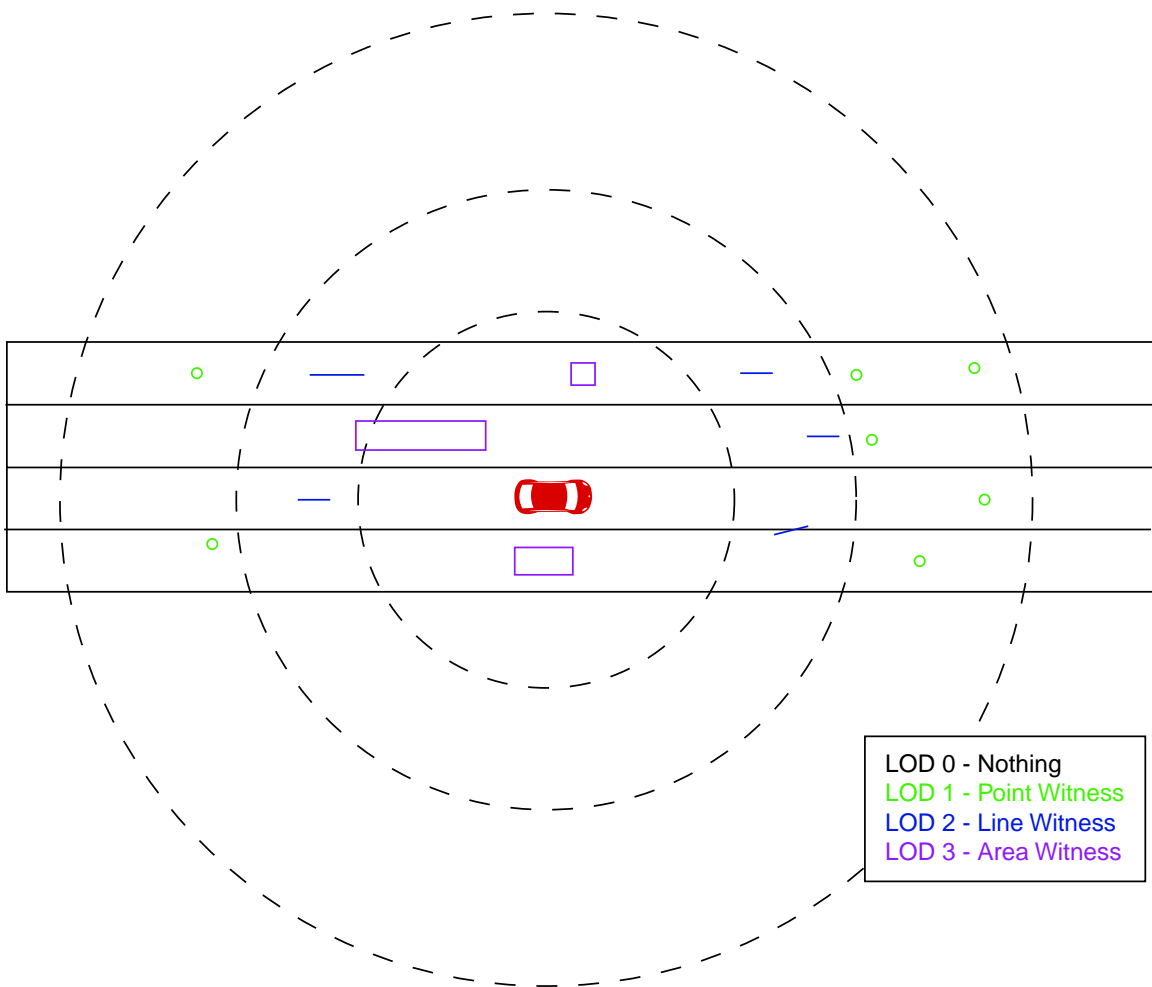 LOD 0 - Nothing
LOD 1 - Point Witness
LOD 2 - Line Witness
LOD 3 - Area Witness